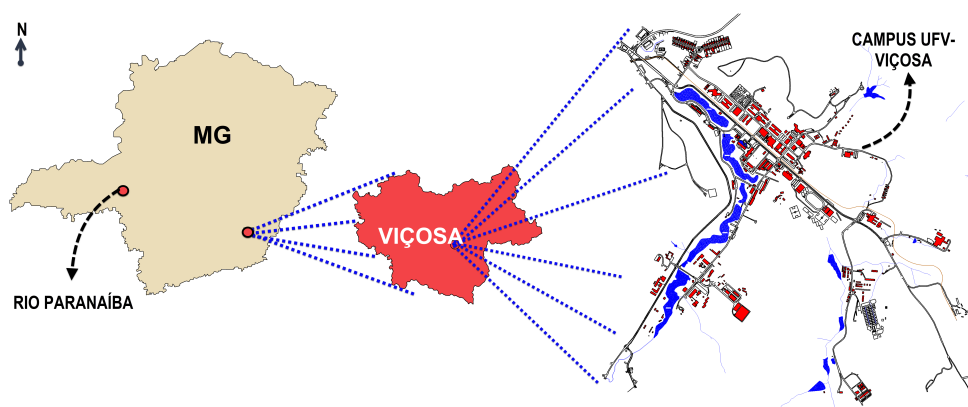 N
MG
RIO PARANAÍBA
VIÇOSA
CAMPUS UFV-
VIÇOSA